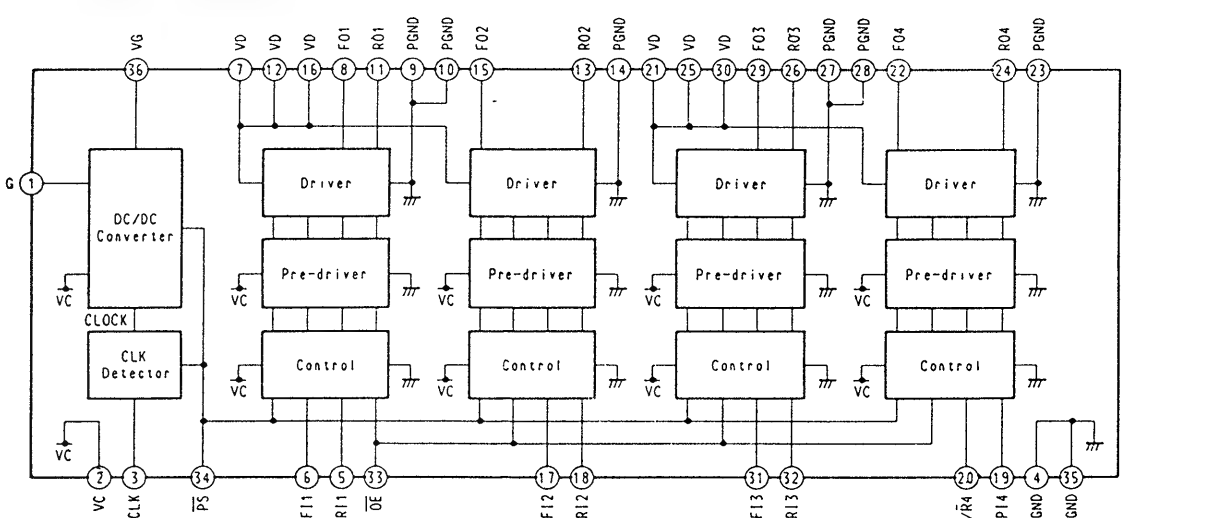 VG VD VD VD FO1 RO1 PGND PGND FO2 RO2 PGND VD VD VD FO3 RO3 PGND PGND FO4 RO4 PGND
36 7 12 16 8 11 9 10 15 13 14 21 25 30 29 26 27 28 22 24 23
G 1
DC/DC
Converter
Driver Driver Driver Driver
Pre-driver Pre-driver Pre-driver Pre-driver
VC VC VC VC VC
CLOCK
CLK
Detector
Control Control Control Control
VC VC VC VC
VC
2 3 34 6 5 33 17 18 31 32 20 19 4 35
VC CLK PS FI1 RI1 OE FI2 RI2 FI3 RI3 /R4 PI4 GND GND